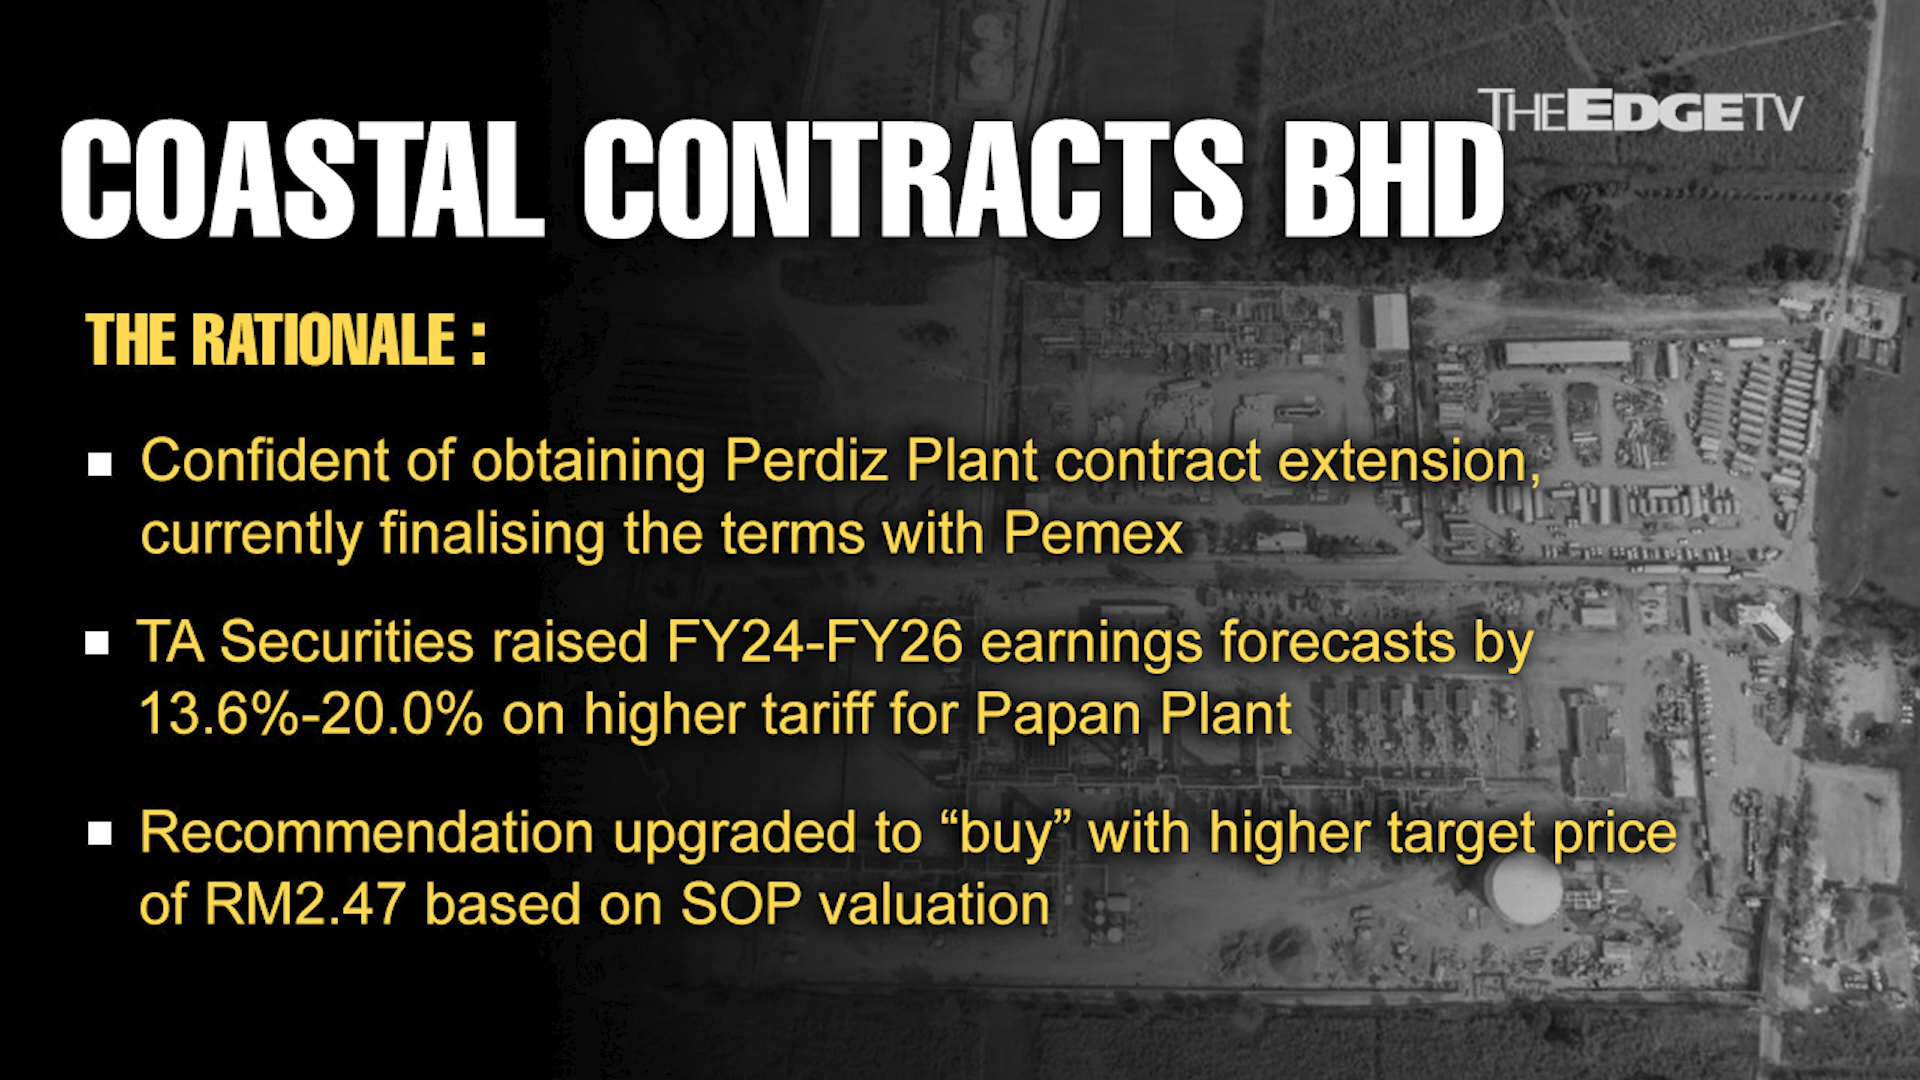 THEEDGETV
COASTAL CONTRACTS BHD
THE RATIONALE :
Confident of obtaining Perdiz Plant contract extension,
currently finalising the terms with Pemex
TA Securities raised FY24-FY26 earnings forecasts by
13.6%-20.0% on higher tariff for Papan Plant
Recommendation upgraded to “buy” with higher target price
of RM2.47 based on SOP valuation